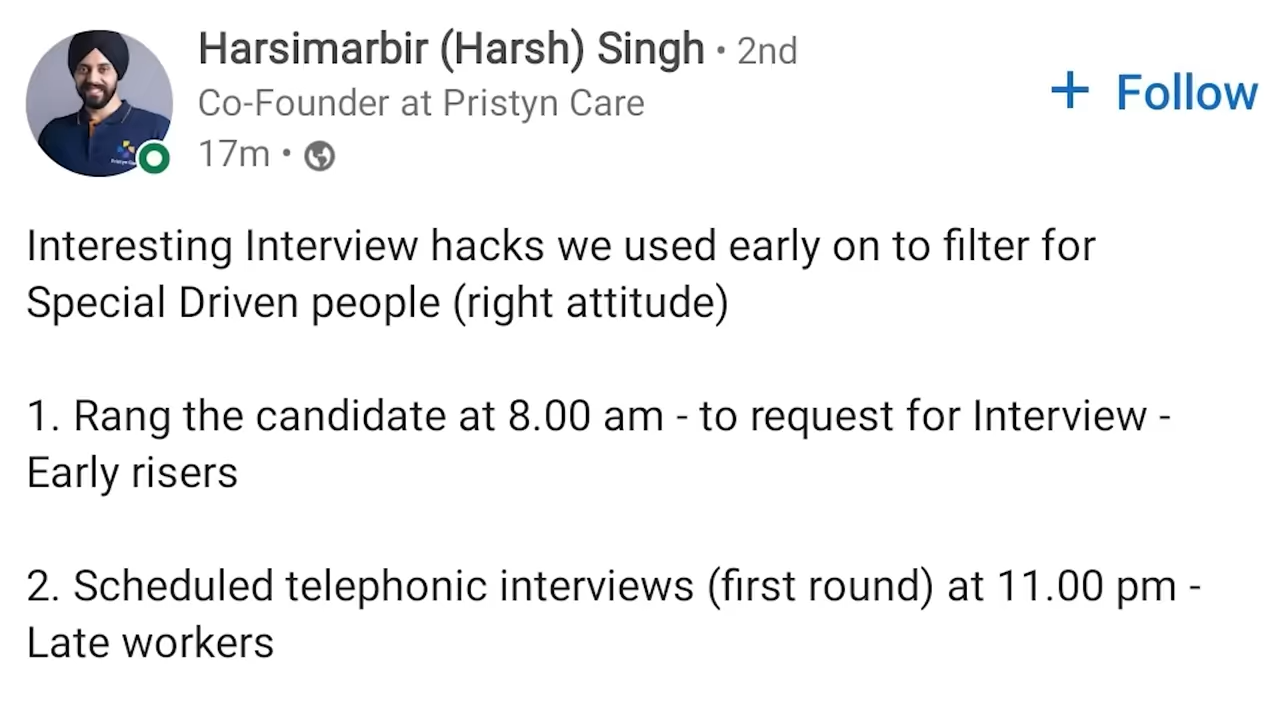 Harsimarbir (Harsh) Singh • 2nd
Co-Founder at Pristyn Care
17m •
+ Follow
Interesting Interview hacks we used early on to filter for
Special Driven people (right attitude)
1. Rang the candidate at 8.00 am - to request for Interview -
Early risers
2. Scheduled telephonic interviews (first round) at 11.00 pm -
Late workers